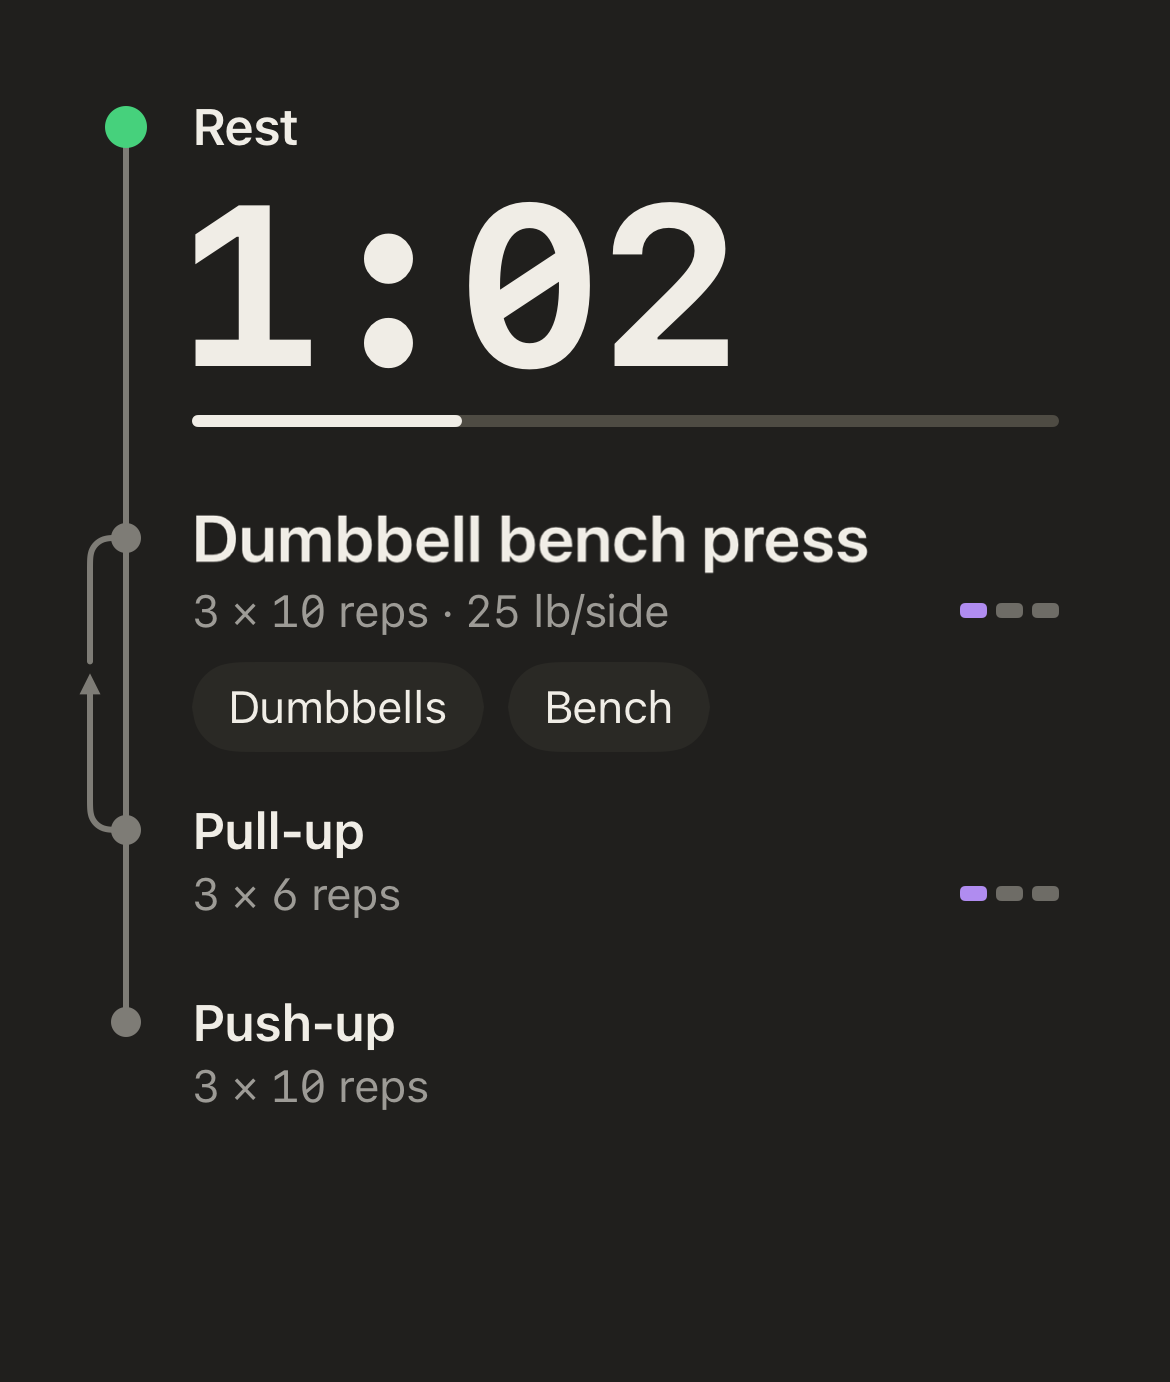 Rest
1:02
Dumbbell bench press
3 × 10 reps · 25 lb/side
Dumbbells Bench
Pull-up
3 × 6 reps
Push-up
3 × 10 reps